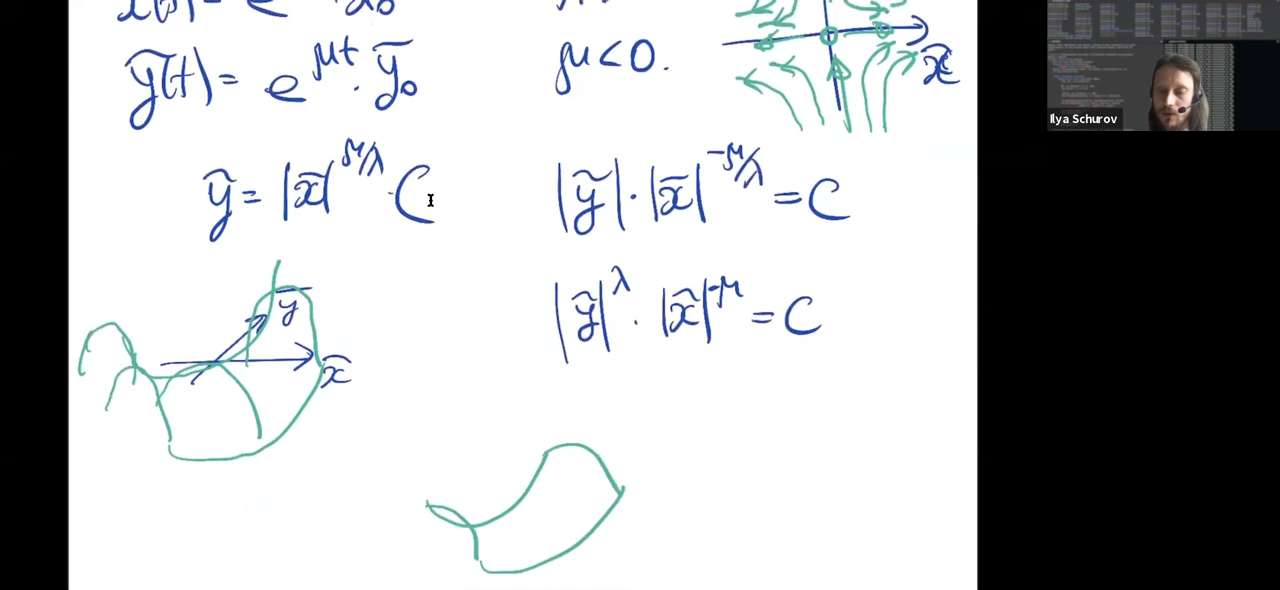 ỹ(t) = e^{μt} · ỹ₀
μ < 0.
x̃
ỹ = |x̃|^{μ/λ} · C
|ỹ| · |x̃|^{-μ/λ} = C
|ỹ|^λ · |x̃|^{-μ} = C
ỹ
x̃
Ilya Schurov